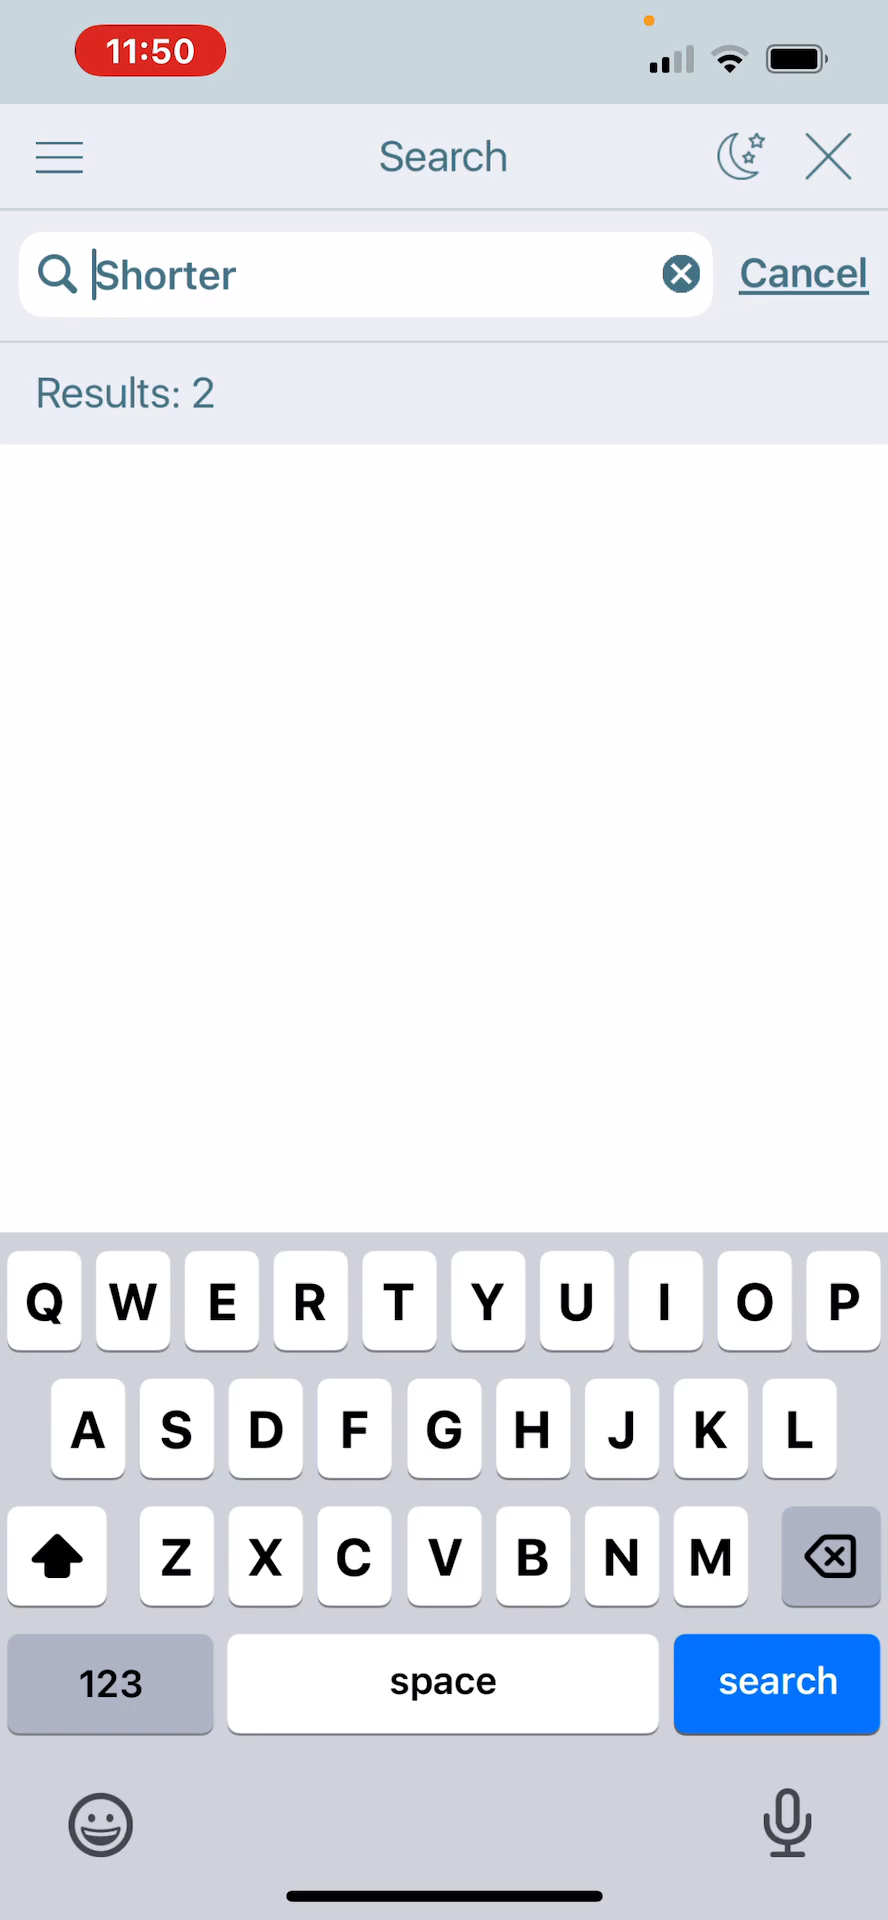 11:50
Search
Shorter
Cancel
Results: 2
Q W E R T Y U I O P
A S D F G H J K L
Z X C V B N M
123 space search